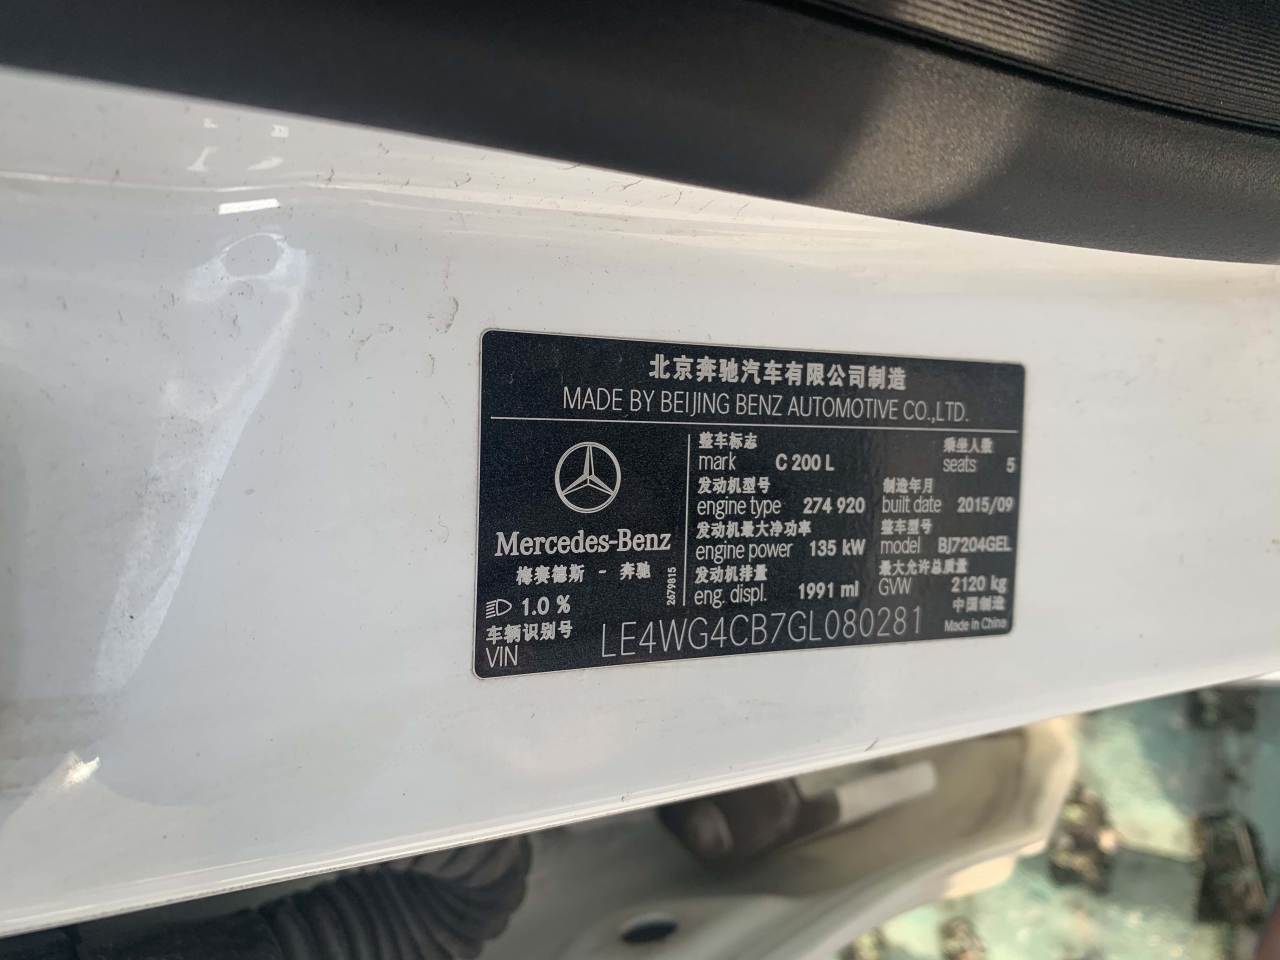 北京奔驰汽车有限公司制造
MADE BY BEIJING BENZ AUTOMOTIVE CO.,LTD.
Mercedes-Benz
梅赛德斯 - 奔驰
2679815
1.0 %
整车标志
mark C 200 L
乘坐人数
seats 5
发动机型号
engine type 274 920
制造年月
built date 2015/09
发动机最大净功率
engine power 135 kW
整车型号
model BJ7204GEL
发动机排量
eng. displ. 1991 ml
最大允许总质量
GVW 2120 kg
中国制造
Made in China
车辆识别号
VIN LE4WG4CB7GL080281